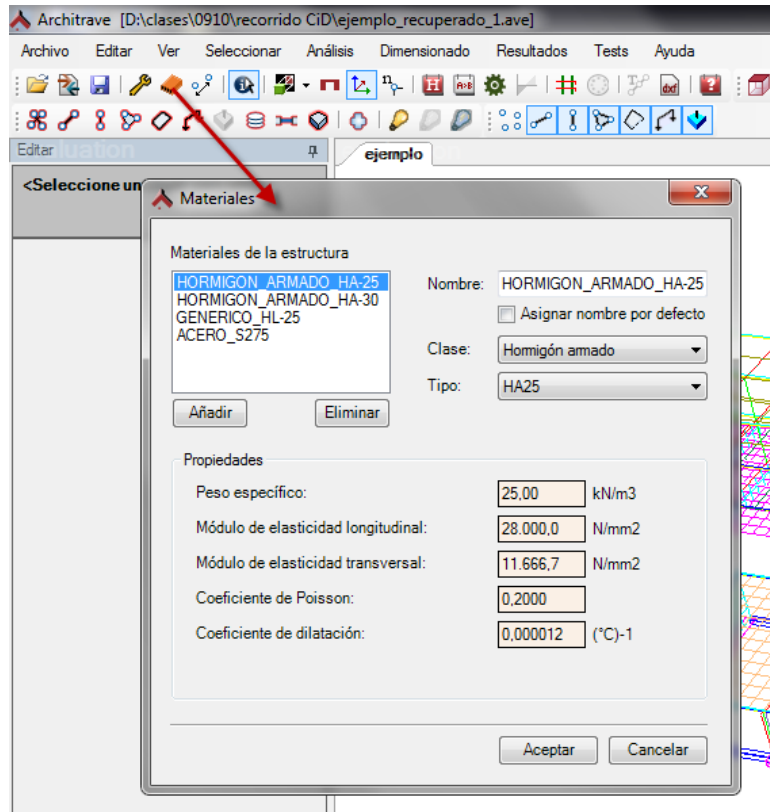 Architrave [D:\clases\0910\recorrido CiD\ejemplo_recuperado_1.ave]
Archivo Editar Ver Seleccionar Análisis Dimensionado Resultados Tests Ayuda
Editar
ejemplo
<Seleccione un
Materiales
Materiales de la estructura
HORMIGON_ARMADO_HA-25
HORMIGON_ARMADO_HA-30
GENERICO_HL-25
ACERO_S275
Nombre: HORMIGON_ARMADO_HA-25
Asignar nombre por defecto
Clase: Hormigón armado
Tipo: HA25
Añadir Eliminar
Propiedades
Peso específico: 25,00 kN/m3
Módulo de elasticidad longitudinal: 28.000,0 N/mm2
Módulo de elasticidad transversal: 11.666,7 N/mm2
Coeficiente de Poisson: 0,2000
Coeficiente de dilatación: 0,000012 (°C)-1
Aceptar Cancelar